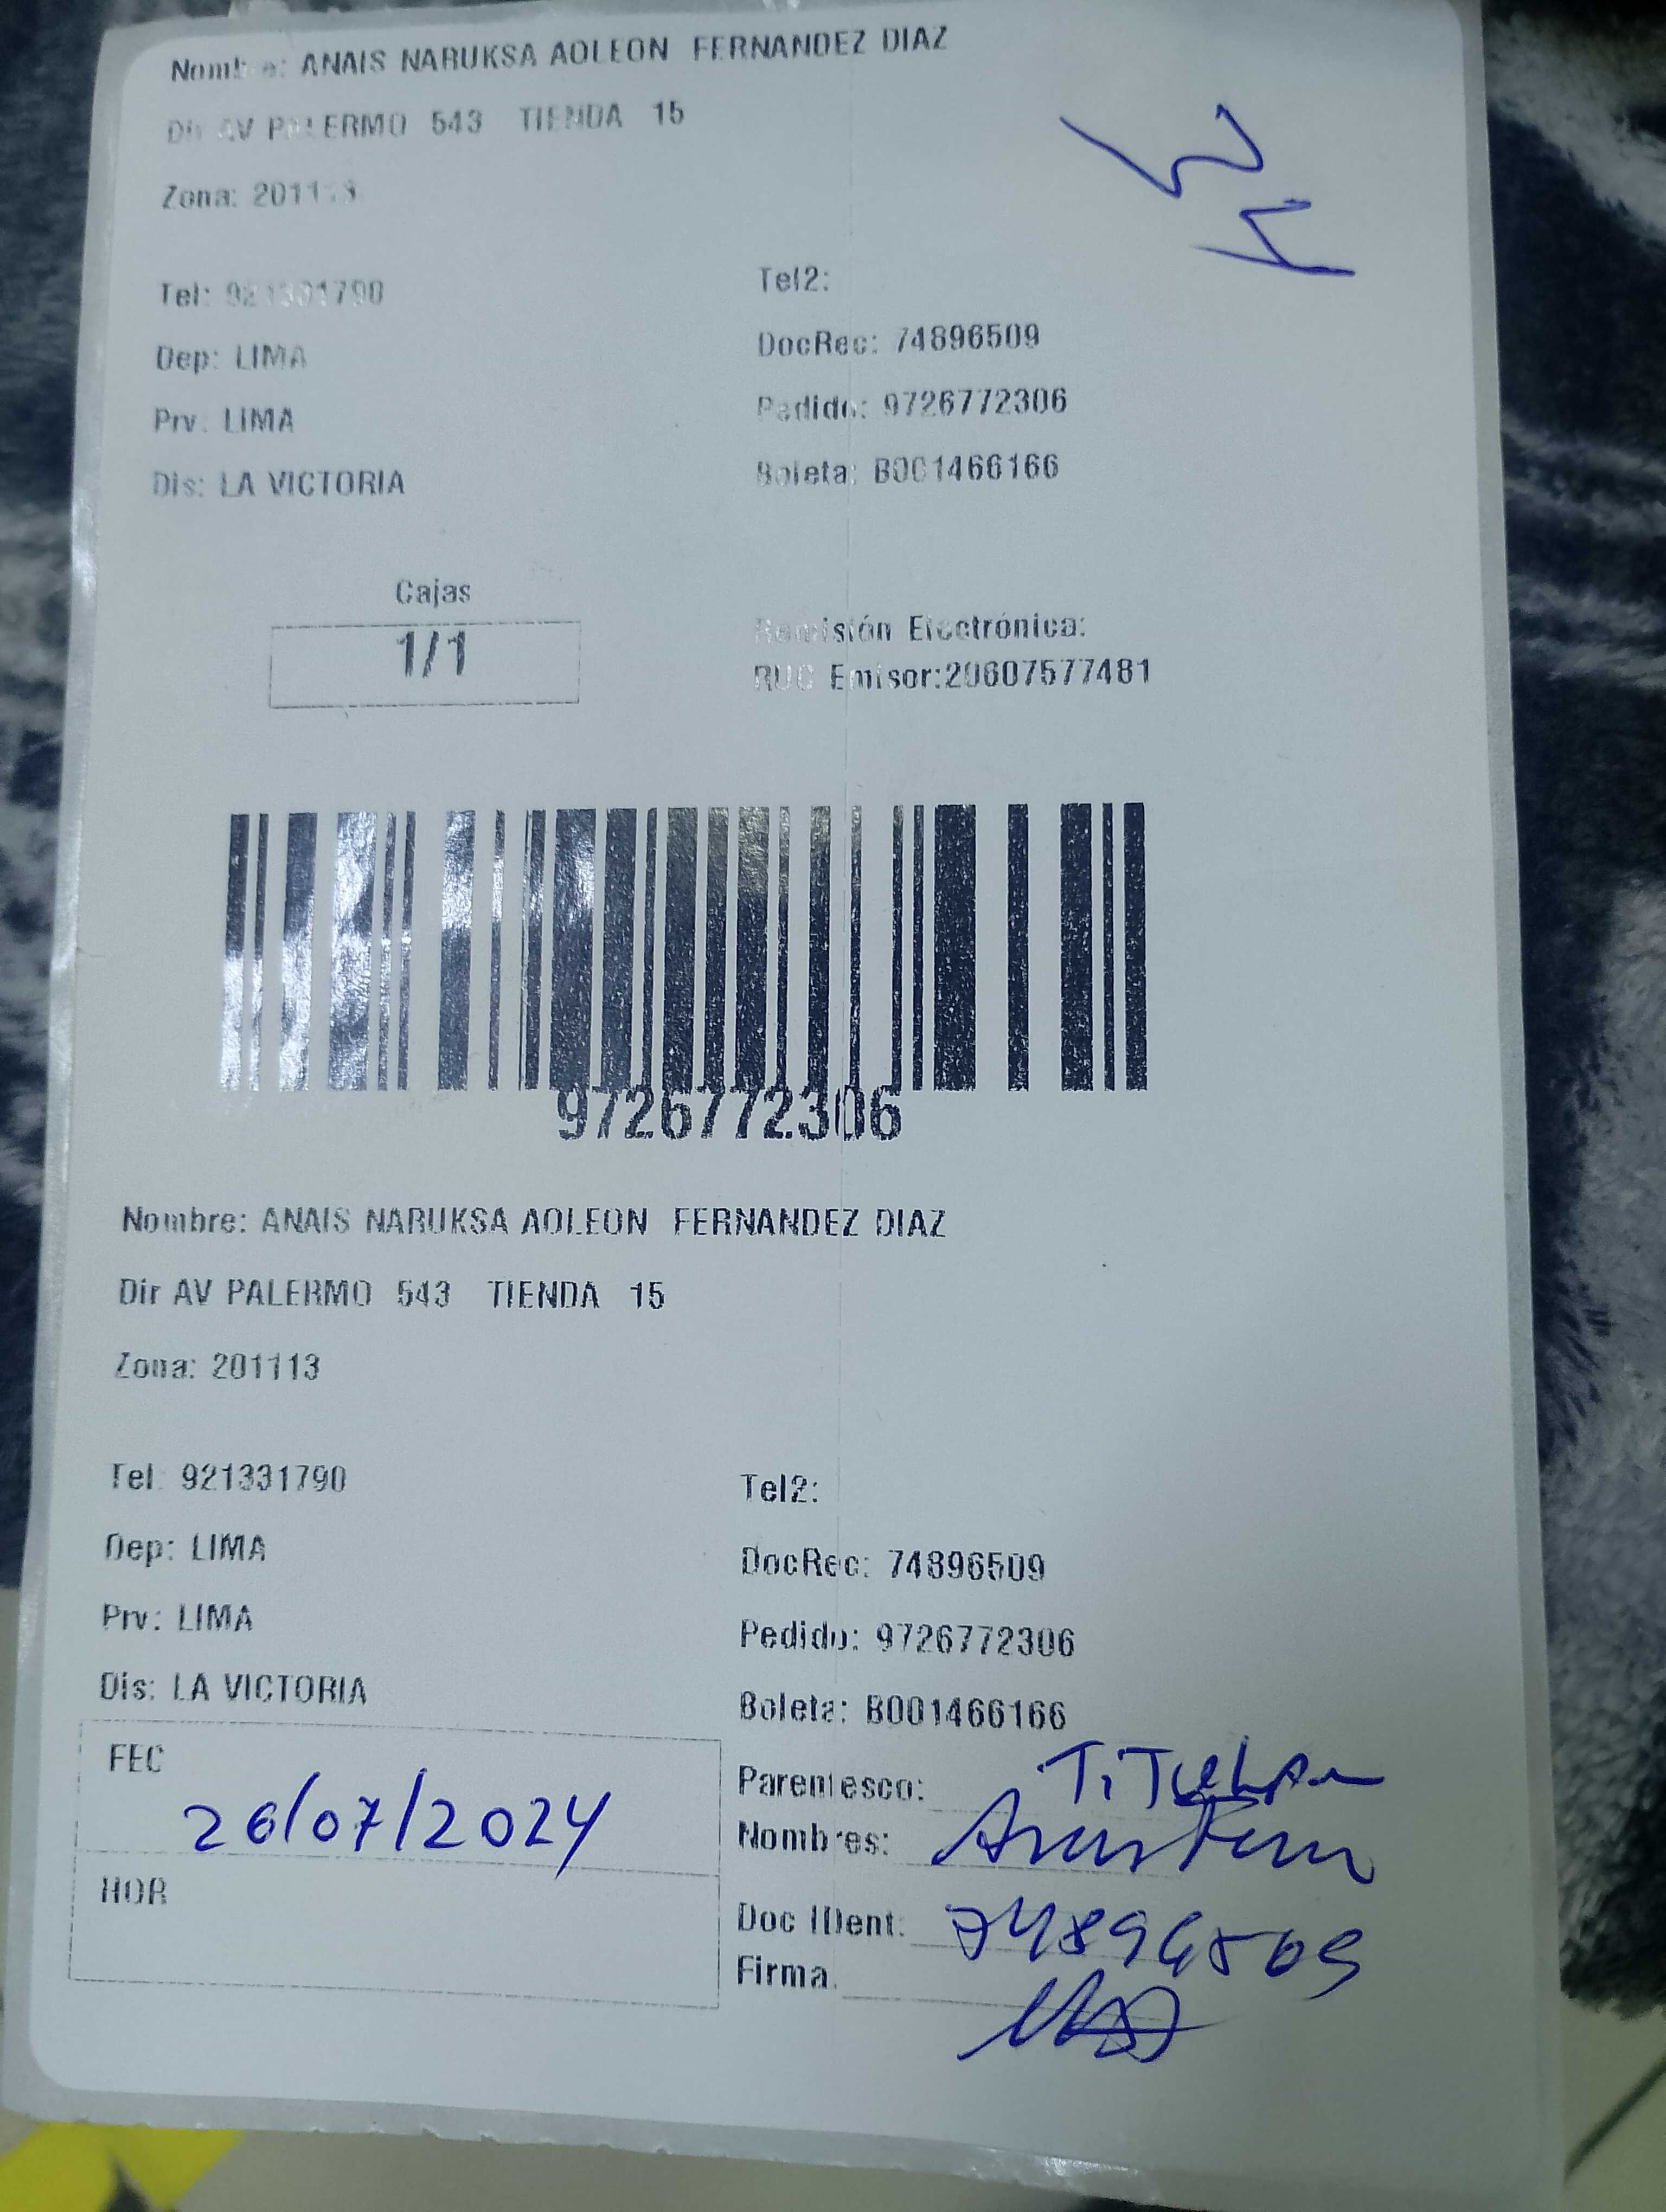 Nombre: ANAIS NARUKSA AOLEON FERNANDEZ DIAZ
Dir AV PALERMO 543 TIENDA 15
Zona: 201113
Tel: 921331790
Tel2:
Dep: LIMA
DocRec: 74896509
Prv: LIMA
Pedido: 9726772306
Dis: LA VICTORIA
Boleta: B001466166
Cajas
1/1
Remisión Electrónica:
RUC Emisor:20607577481
9726772306
Nombre: ANAIS NARUKSA AOLEON FERNANDEZ DIAZ
Dir AV PALERMO 543 TIENDA 15
Zona: 201113
Tel: 921331790
Tel2:
Dep: LIMA
DocRec: 74896509
Prv: LIMA
Pedido: 9726772306
Dis: LA VICTORIA
Boleta: B001466166
FEC
26/07/2024
HOR
Parentesco: Titular
Nombres:
Doc IDent: 74896509
Firma.